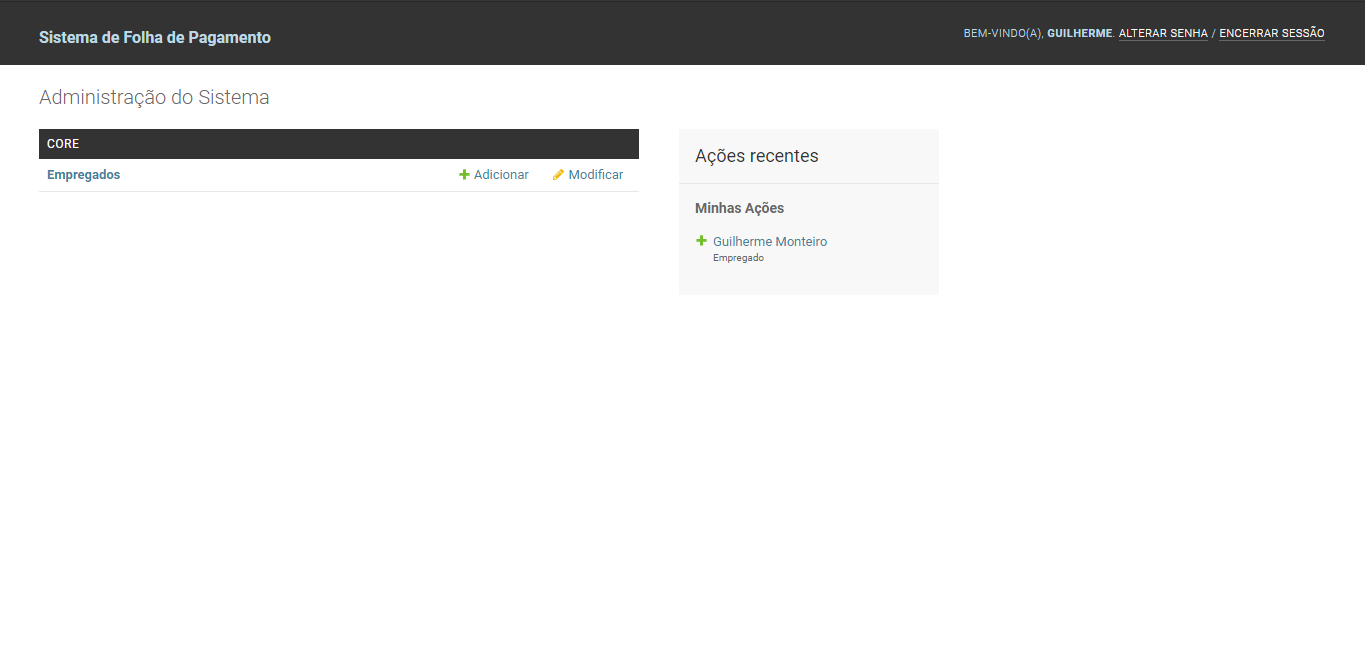 Sistema de Folha de Pagamento
BEM-VINDO(A), GUILHERME. ALTERAR SENHA / ENCERRAR SESSÃO
Administração do Sistema
CORE
Empregados Adicionar Modificar
Ações recentes
Minhas Ações
Guilherme Monteiro
Empregado